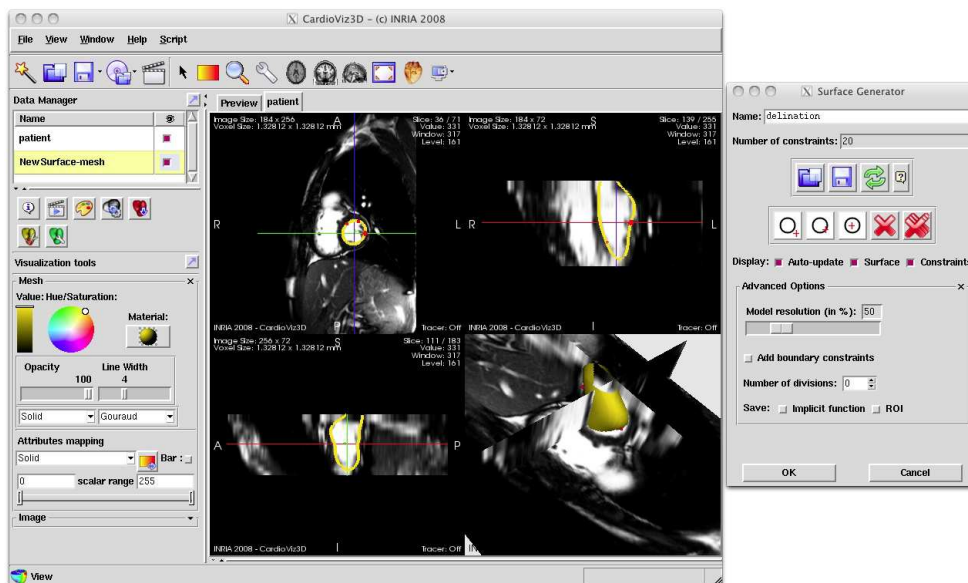 CardioViz3D - (c) INRIA 2008
File View Window Help Script
Data Manager
Name
patient
NewSurface-mesh
Visualization tools
Mesh
Value: Hue/Saturation:
Material:
Opacity Line Width
100 4
Solid Gouraud
Attributes mapping
Solid Bar :
0 scalar range 255
Image
View
Preview patient
Image Size: 184 x 256
Voxel Size: 1.32812 x 1.32812 mm
A
Slice: 36 / 71
Value: 331
Window: 317
Level: 161
R L
INRIA 2008 - CardioViz3D P Tracer: Off
Image Size: 184 x 72
Voxel Size: 1.32812 x 1.32812 mm
S
Slice: 139 / 255
Value: 331
Window: 317
Level: 161
R L
INRIA 2008 - CardioViz3D I Tracer: Off
Image Size: 256 x 72
Voxel Size: 1.32812 x 1.32812 mm
S
Slice: 111 / 183
Value: 331
Window: 317
Level: 161
A P
INRIA 2008 - CardioViz3D I Tracer: Off
IN
Surface Generator
Name: delination
Number of constraints: 20
Display: Auto-update Surface Constraints
Advanced Options
Model resolution (in %): 50
Add boundary constraints
Number of divisions: 0
Save: Implicit function ROI
OK Cancel